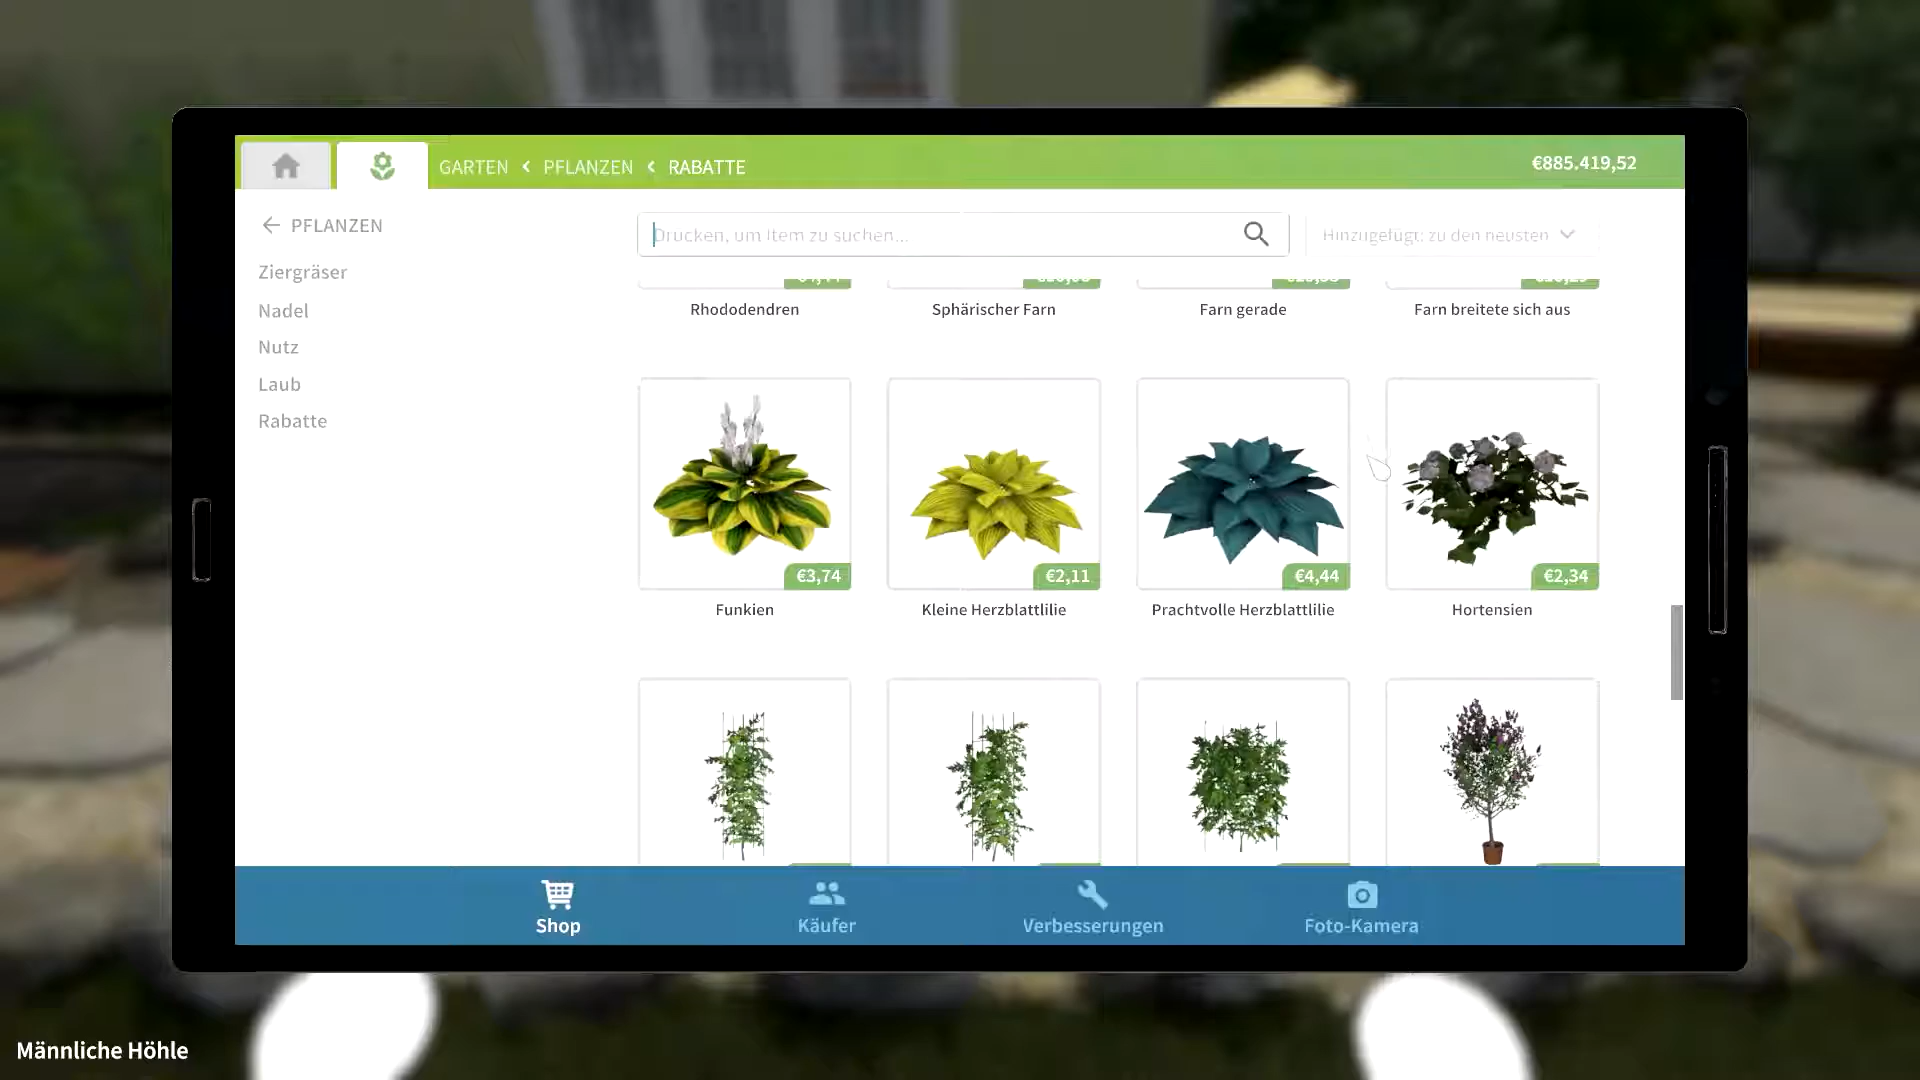 GARTEN < PFLANZEN < RABATTE
€885.419,52
PFLANZEN
Drucken, um Item zu suchen...
Hinzugefügt: zu den neusten
Ziergräser
Nadel
Nutz
Laub
Rabatte
Rhododendren
Sphärischer Farn
Farn gerade
Farn breitete sich aus
€3,74
€2,11
€4,44
€2,34
Funkien
Kleine Herzblattlilie
Prachtvolle Herzblattlilie
Hortensien
Shop
Käufer
Verbesserungen
Foto-Kamera
Männliche Höhle